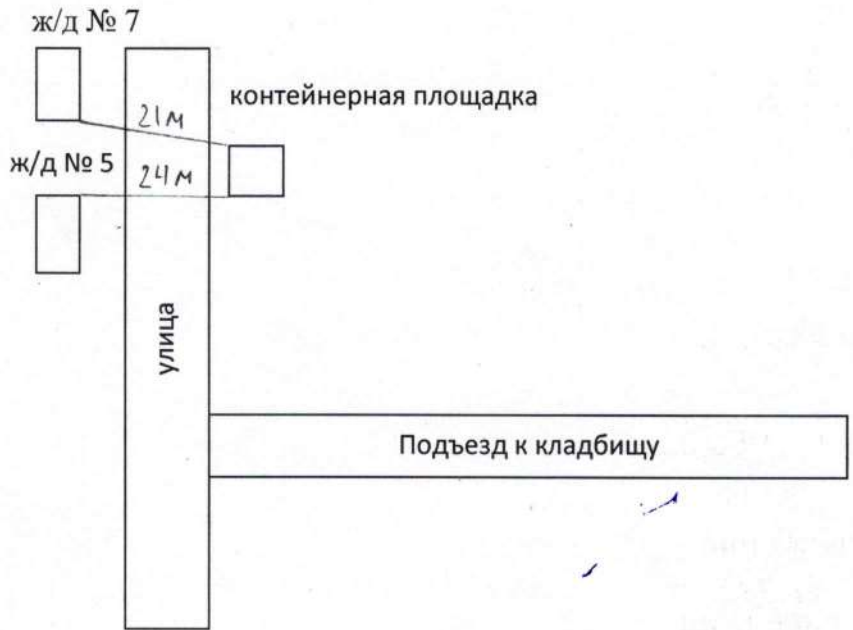 ж/д № 7
контейнерная площадка
21м
ж/д № 5
24м
улица
Подъезд к кладбищу